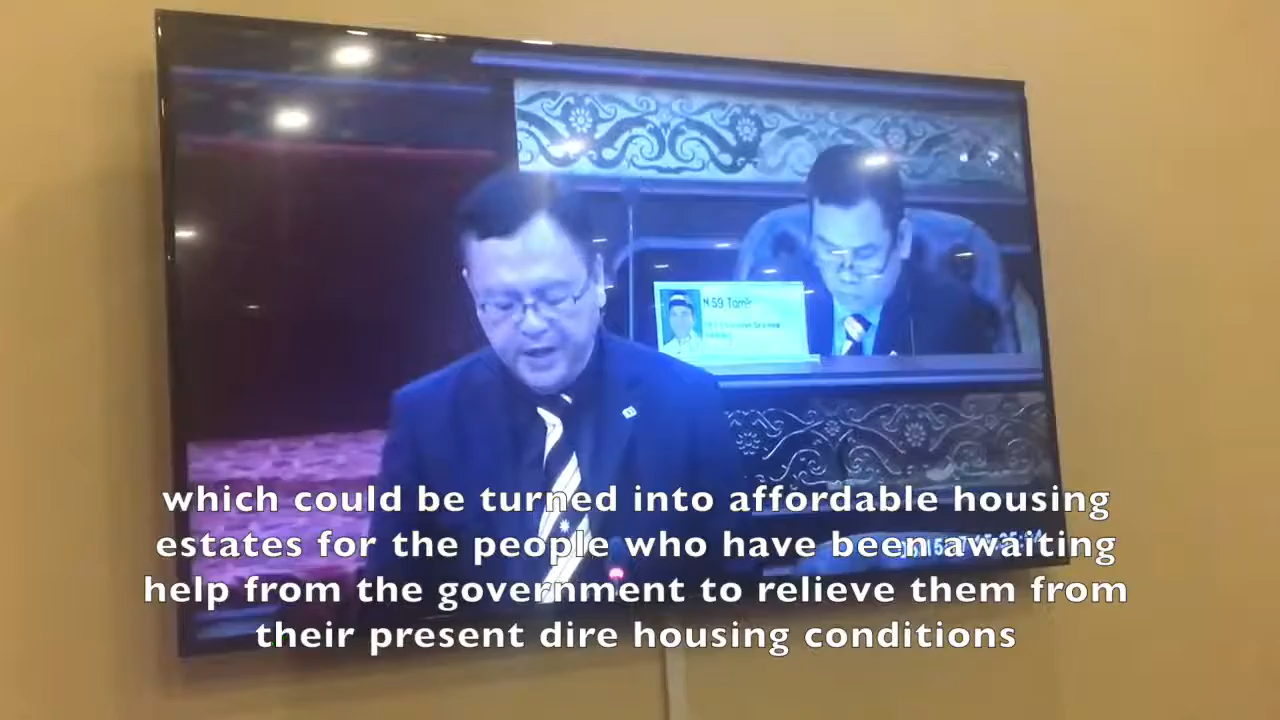 N·59 Tamin
which could be turned into affordable housing
estates for the people who have been awaiting
help from the government to relieve them from
their present dire housing conditions